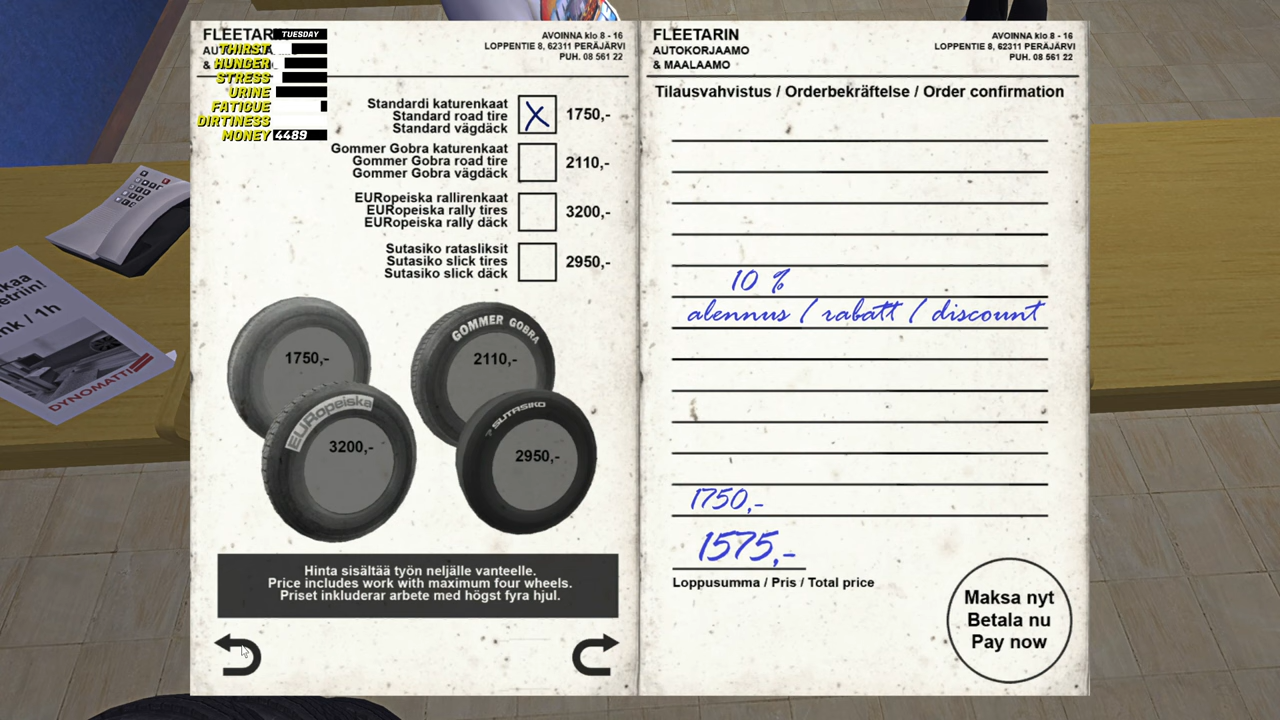 FLEETARIN
TUESDAY
THIRST
HUNGER
STRESS
URINE
FATIGUE
DIRTINESS
MONEY 4489
AVOINNA klo 8 - 16
LOPPENTIE 8, 62311 PERÄJÄRVI
PUH. 08 561 22
Standardi katurenkaat
Standard road tire
Standard vägdäck
X
1750,-
Gommer Gobra katurenkaat
Gommer Gobra road tire
Gommer Gobra vägdäck
2110,-
EURopeiska rallirenkaat
EURopeiska rally tires
EURopeiska rally däck
3200,-
Sutasiko ratasliksit
Sutasiko slick tires
Sutasiko slick däck
2950,-
1750,-
GOMMER GOBRA
2110,-
EURopeiska
3200,-
SUTASIKO
2950,-
Hinta sisältää työn neljälle vanteelle.
Price includes work with maximum four wheels.
Priset inkluderar arbete med högst fyra hjul.
FLEETARIN
AUTOKORJAAMO
& MAALAAMO
AVOINNA klo 8 - 16
LOPPENTIE 8, 62311 PERÄJÄRVI
PUH. 08 561 22
Tilausvahvistus / Orderbekräftelse / Order confirmation
10 %
alennus / rabatt / discount
1750,-
1575,-
Loppusumma / Pris / Total price
Maksa nyt
Betala nu
Pay now
/ 1h
DYNOMATTI